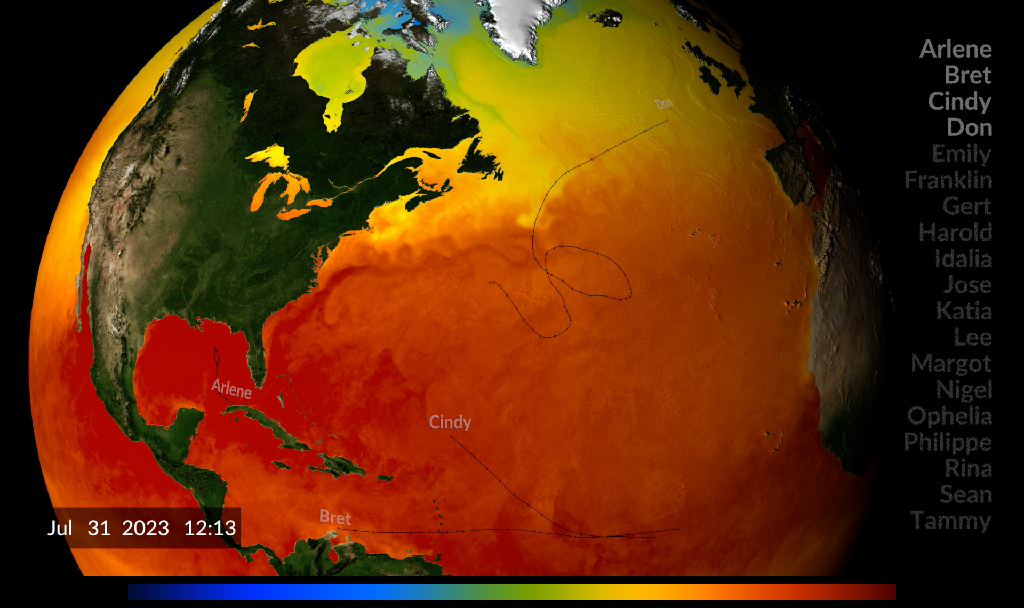 Don
Arlene
Cindy
Bret
Jul 31 2023 12:13
Arlene
Bret
Cindy
Don
Emily
Franklin
Gert
Harold
Idalia
Jose
Katia
Lee
Margot
Nigel
Ophelia
Philippe
Rina
Sean
Tammy